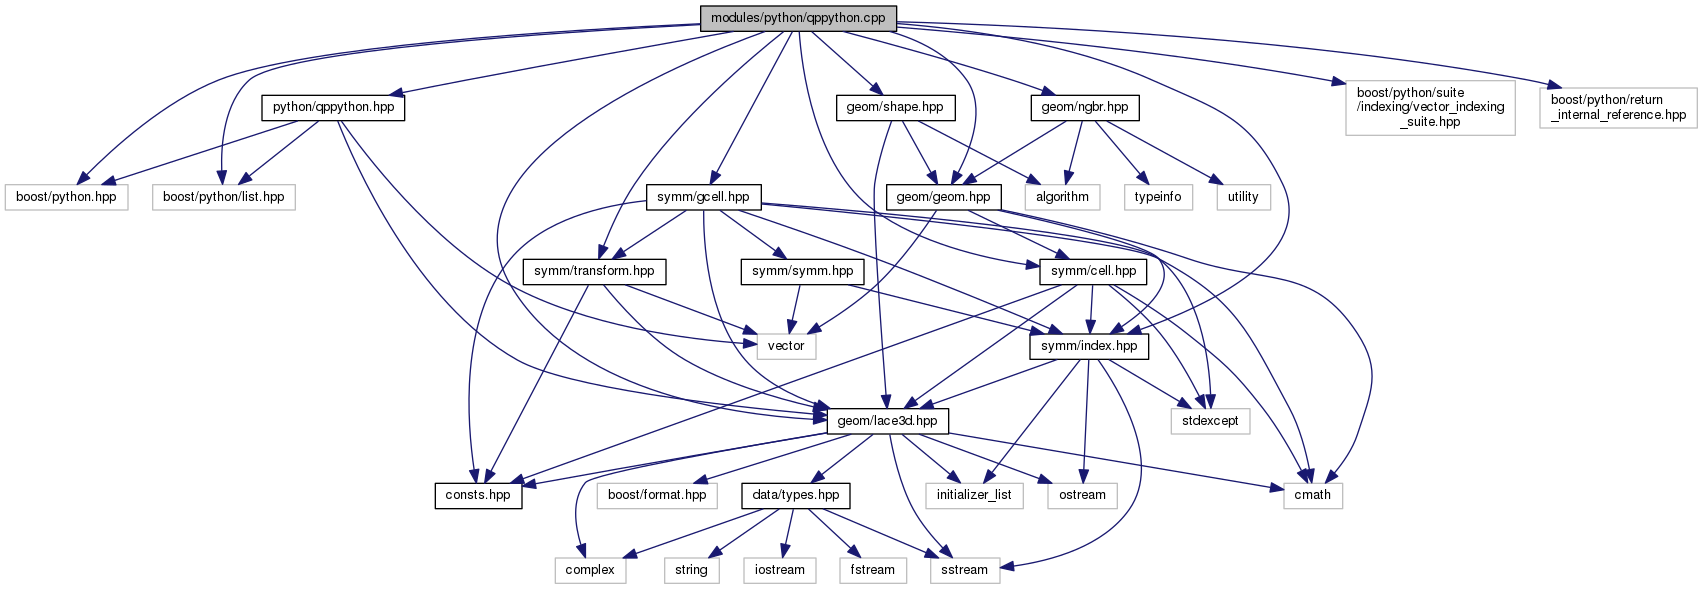 modules/python/qppython.cpp
python/qppython.hpp
geom/shape.hpp
geom/ngbr.hpp
boost/python/suite
/indexing/vector_indexing
_suite.hpp
boost/python/return
_internal_reference.hpp
boost/python.hpp
boost/python/list.hpp
symm/gcell.hpp
geom/geom.hpp
algorithm
typeinfo
utility
symm/transform.hpp
symm/symm.hpp
symm/cell.hpp
vector
symm/index.hpp
geom/lace3d.hpp
stdexcept
consts.hpp
boost/format.hpp
data/types.hpp
initializer_list
ostream
cmath
complex
string
iostream
fstream
sstream